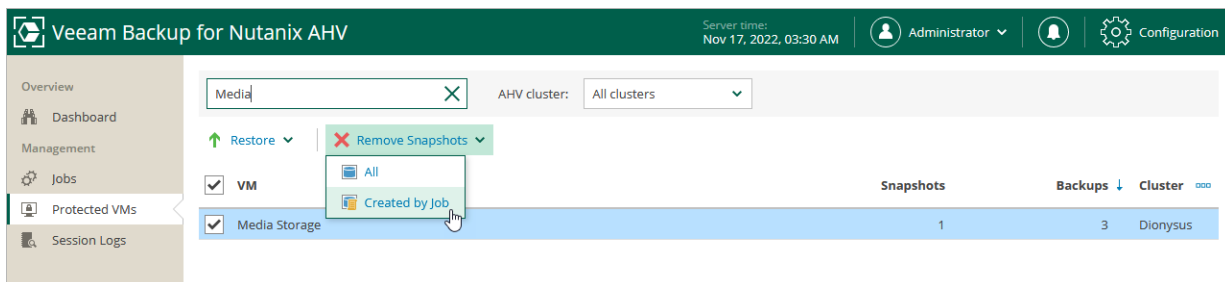 Veeam Backup for Nutanix AHV
Server time:
Nov 17, 2022, 03:30 AM
Administrator
Configuration
Overview
Dashboard
Management
Jobs
Protected VMs
Session Logs
Media
AHV cluster: All clusters
Restore Remove Snapshots
All
Created by Job
VM Snapshots Backups Cluster
Media Storage 1 3 Dionysus